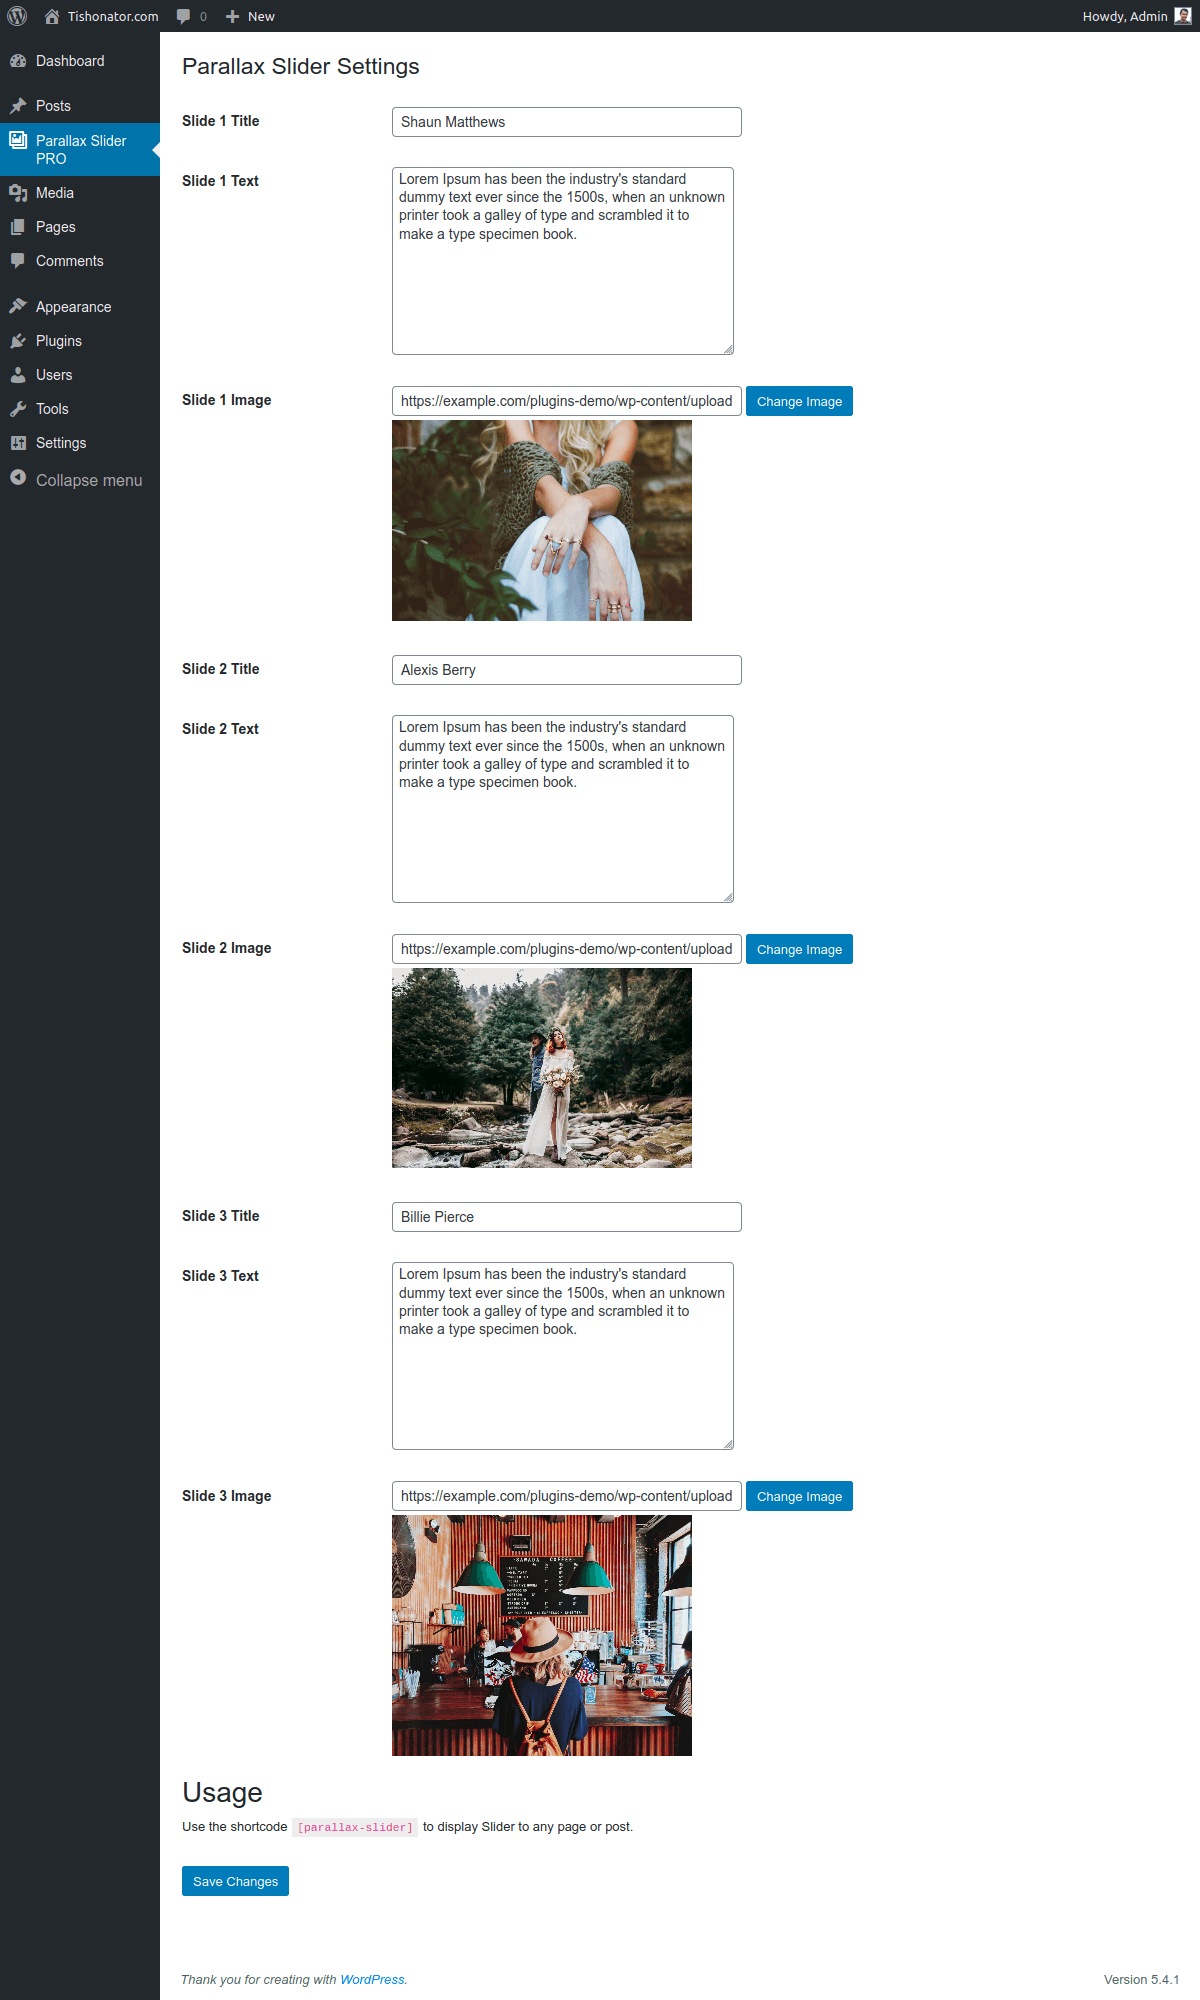 Tishonator.com 0 New Howdy, Admin
Dashboard
Posts
Parallax Slider
PRO
Media
Pages
Comments
Appearance
Plugins
Users
Tools
Settings
Collapse menu
Parallax Slider Settings
Slide 1 Title
Shaun Matthews
Slide 1 Text
Lorem Ipsum has been the industry's standard
dummy text ever since the 1500s, when an unknown
printer took a galley of type and scrambled it to
make a type specimen book.
Slide 1 Image
https://example.com/plugins-demo/wp-content/upload
Change Image
Slide 2 Title
Alexis Berry
Slide 2 Text
Lorem Ipsum has been the industry's standard
dummy text ever since the 1500s, when an unknown
printer took a galley of type and scrambled it to
make a type specimen book.
Slide 2 Image
https://example.com/plugins-demo/wp-content/upload
Change Image
Slide 3 Title
Billie Pierce
Slide 3 Text
Lorem Ipsum has been the industry's standard
dummy text ever since the 1500s, when an unknown
printer took a galley of type and scrambled it to
make a type specimen book.
Slide 3 Image
https://example.com/plugins-demo/wp-content/upload
Change Image
SAWADA COFFEE
Usage
Use the shortcode [parallax-slider] to display Slider to any page or post.
Save Changes
Thank you for creating with WordPress.
Version 5.4.1